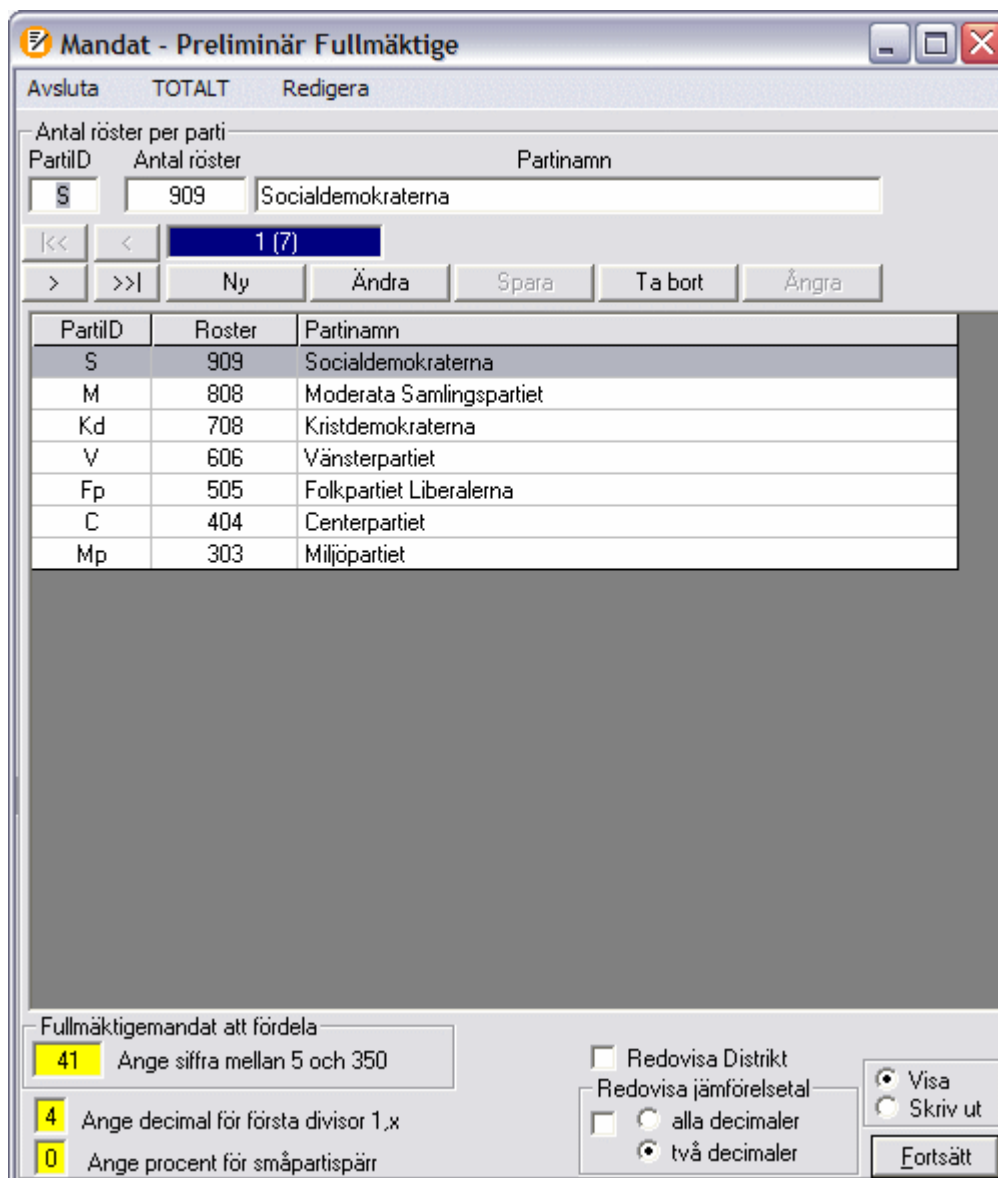 Mandat - Preliminär Fullmäktige
Avsluta TOTALT Redigera
Antal röster per parti
PartiID Antal röster Partinamn
S 909 Socialdemokraterna
|<< < 1 (7)
> >>| Ny Ändra Spara Ta bort Ångra
PartiID Roster Partinamn
S 909 Socialdemokraterna
M 808 Moderata Samlingspartiet
Kd 708 Kristdemokraterna
V 606 Vänsterpartiet
Fp 505 Folkpartiet Liberalerna
C 404 Centerpartiet
Mp 303 Miljöpartiet
Fullmäktigemandat att fördela
41 Ange siffra mellan 5 och 350
4 Ange decimal för första divisor 1,x
0 Ange procent för småpartispärr
Redovisa Distrikt
Redovisa jämförelsetal
alla decimaler
två decimaler
Visa
Skriv ut
Fortsätt